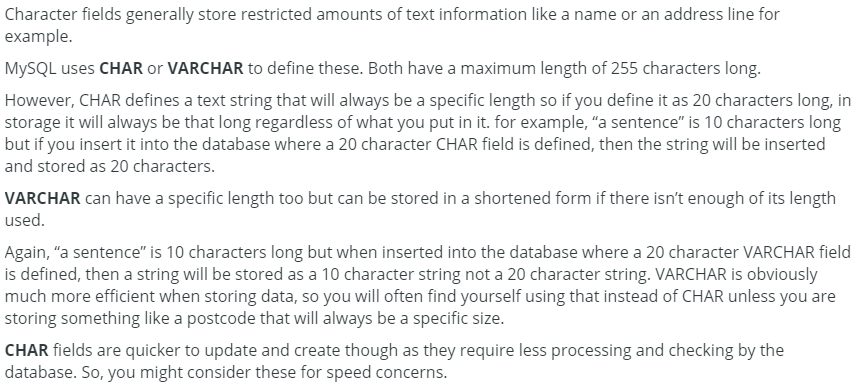 Character fields generally store restricted amounts of text information like a name or an address line for
example.
MySQL uses CHAR or VARCHAR to define these. Both have a maximum length of 255 characters long.
However, CHAR defines a text string that will always be a specific length so if you define it as 20 characters long, in
storage it will always be that long regardless of what you put in it. for example, “a sentence” is 10 characters long
but if you insert it into the database where a 20 character CHAR field is defined, then the string will be inserted
and stored as 20 characters.
VARCHAR can have a specific length too but can be stored in a shortened form if there isn’t enough of its length
used.
Again, “a sentence” is 10 characters long but when inserted into the database where a 20 character VARCHAR field
is defined, then a string will be stored as a 10 character string not a 20 character string. VARCHAR is obviously
much more efficient when storing data, so you will often find yourself using that instead of CHAR unless you are
storing something like a postcode that will always be a specific size.
CHAR fields are quicker to update and create though as they require less processing and checking by the
database. So, you might consider these for speed concerns.